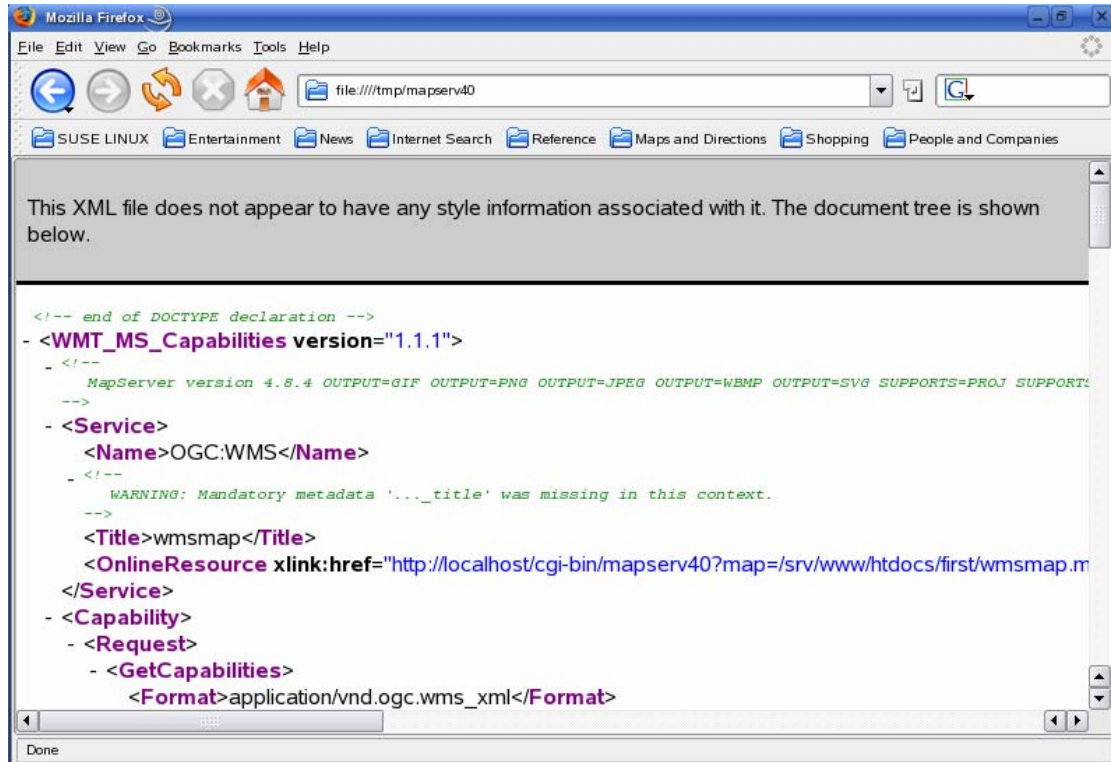 Mozilla Firefox
File Edit View Go Bookmarks Tools Help
file:////tmp/mapserv40
G
SUSE LINUX Entertainment News Internet Search Reference Maps and Directions Shopping People and Companies
This XML file does not appear to have any style information associated with it. The document tree is shown
below.
<!-- end of DOCTYPE declaration -->
- <WMT_MS_Capabilities version="1.1.1">
- <!--
MapServer version 4.8.4 OUTPUT=GIF OUTPUT=PNG OUTPUT=JPEG OUTPUT=WBMP OUTPUT=SVG SUPPORTS=PROJ SUPPORTS
-->
- <Service>
<Name>OGC:WMS</Name>
- <!--
WARNING: Mandatory metadata '..._title' was missing in this context.
-->
<Title>wmsmap</Title>
<OnlineResource xlink:href="http://localhost/cgi-bin/mapserv40?map=/srv/www/htdocs/first/wmsmap.m
</Service>
- <Capability>
- <Request>
- <GetCapabilities>
<Format>application/vnd.ogc.wms_xml</Format>
Done